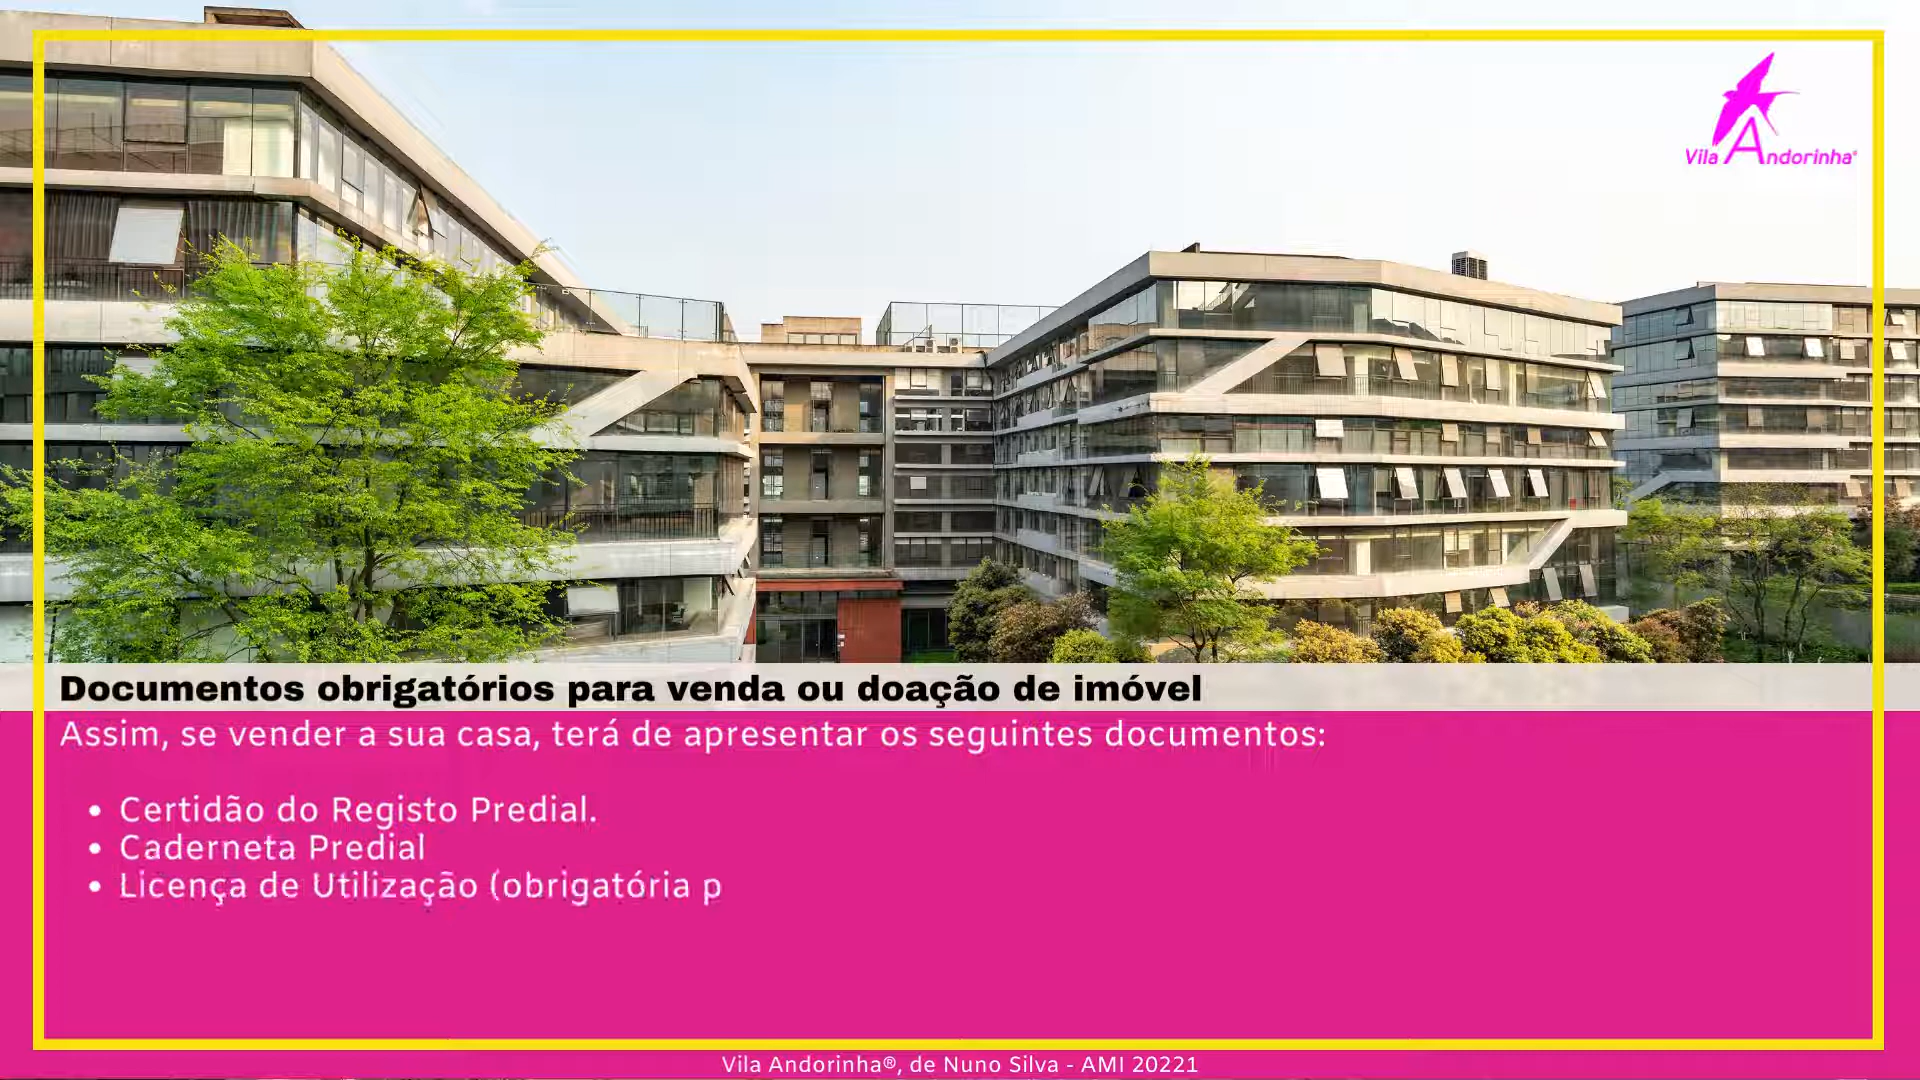 Vila Andorinha®
Documentos obrigatórios para venda ou doação de imóvel
Assim, se vender a sua casa, terá de apresentar os seguintes documentos:
• Certidão do Registo Predial.
• Caderneta Predial
• Licença de Utilização (obrigatória p
Vila Andorinha®, de Nuno Silva - AMI 20221